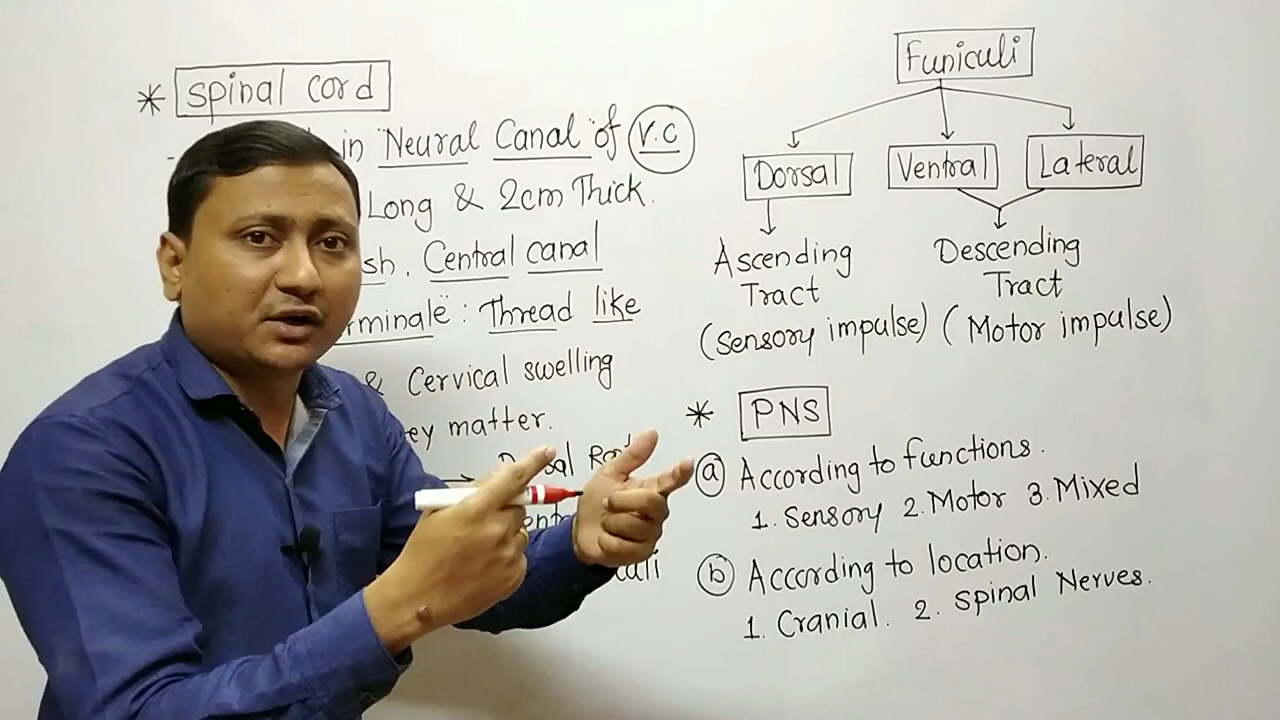 * Spinal cord
in Neural Canal of V.C
Long & 2cm Thick.
sh. Central canal
rminale : Thread like
& Cervical swelling
ey matter.
Dorsal Root
Funiculi
Dorsal Ventral Lateral
Ascending Tract
(Sensory impulse)
Descending Tract
(Motor impulse)
* PNS
(a) According to functions.
1. Sensory 2. Motor 3. Mixed
(b) According to location.
1. Cranial. 2. Spinal Nerves.